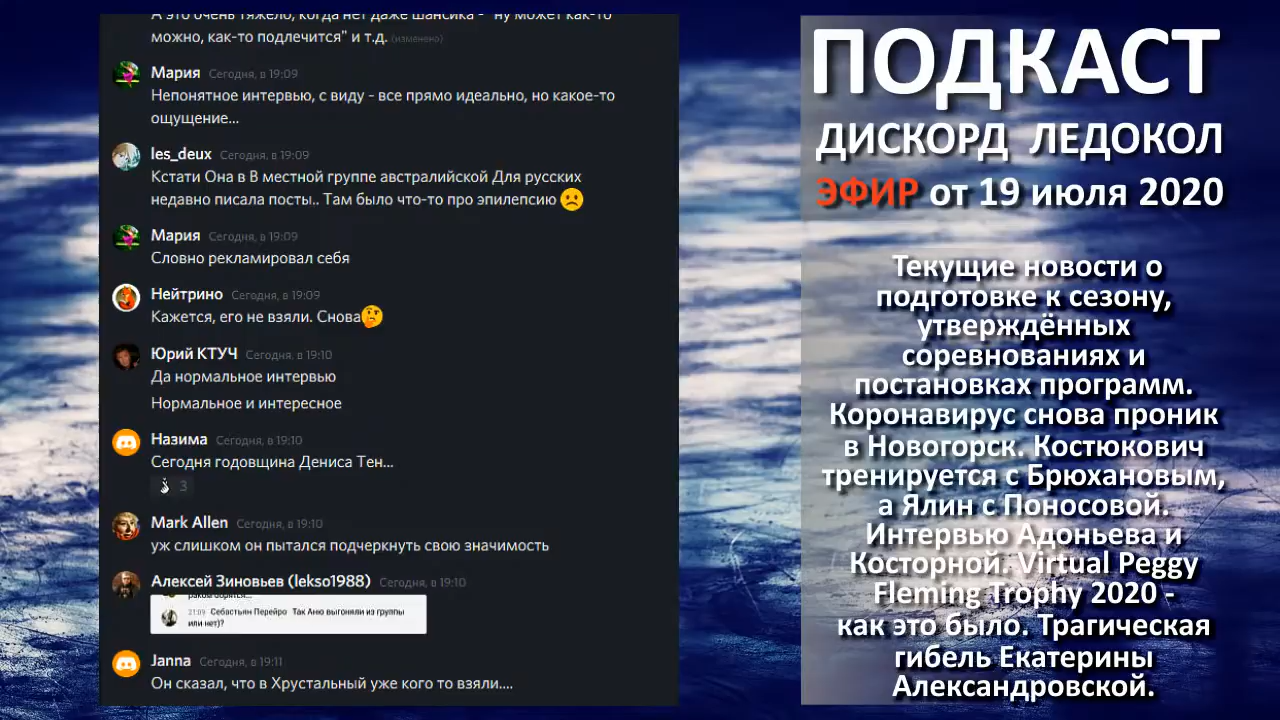 А это очень тяжело, когда нет даже шансика - "ну может как-то
можно, как-то подлечится" и т.д. (изменено)
Мария Сегодня, в 19:09
Непонятное интервью, с виду - все прямо идеально, но какое-то
ощущение...
les_deux Сегодня, в 19:09
Кстати Она в В местной группе австралийской Для русских
недавно писала посты.. Там было что-то про эпилепсию
Мария Сегодня, в 19:09
Словно рекламировал себя
Нейтрино Сегодня, в 19:09
Кажется, его не взяли. Снова
Юрий КТУЧ Сегодня, в 19:10
Да нормальное интервью
Нормальное и интересное
Назима Сегодня, в 19:10
Сегодня годовщина Дениса Тен...
3
Mark Allen Сегодня, в 19:10
уж слишком он пытался подчеркнуть свою значимость
Алексей Зиновьев (lekso1988) Сегодня, в 19:10
21:09 Себастьян Перейро Так Аню выгоняли из группы
или нет)?
Janna Сегодня, в 19:11
Он сказал, что в Хрустальный уже кого то взяли....
ПОДКАСТ
ДИСКОРД ЛЕДОКОЛ
ЭФИР от 19 июля 2020
Текущие новости о
подготовке к сезону,
утверждённых
соревнованиях и
постановках программ.
Коронавирус снова проник
в Новогорск. Костюкович
тренируется с Брюхановым,
а Ялин с Поносовой.
Интервью Адоньева и
Косторной. Virtual Peggy
Fleming Trophy 2020 -
как это было. Трагическая
гибель Екатерины
Александровской.